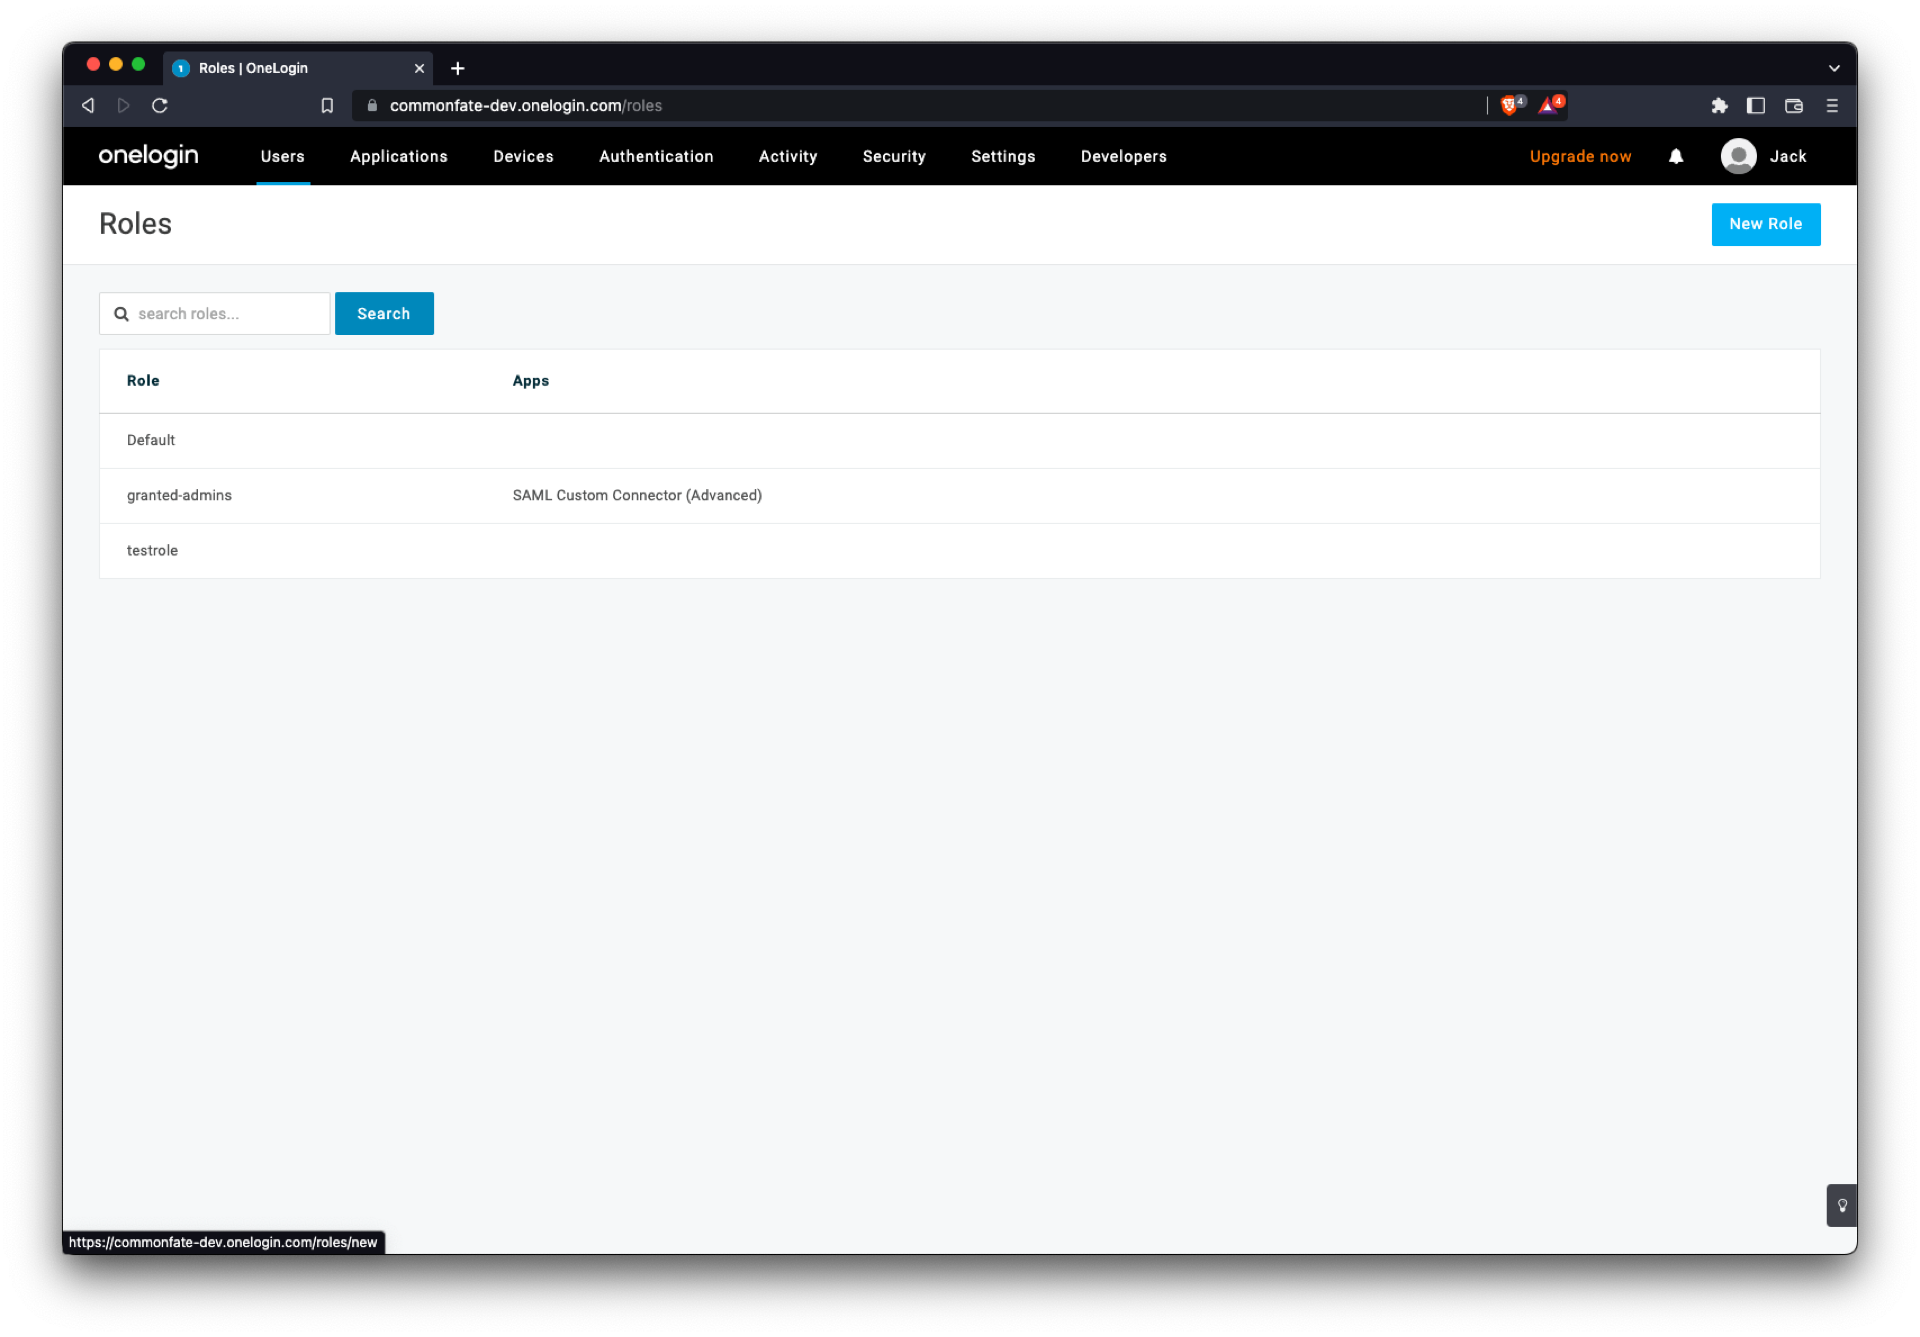 Roles | OneLogin
commonfate-dev.onelogin.com/roles
4
4
onelogin Users Applications Devices Authentication Activity Security Settings Developers Upgrade now Jack
Roles
New Role
search roles...
Search
Role Apps
Default
granted-admins SAML Custom Connector (Advanced)
testrole
https://commonfate-dev.onelogin.com/roles/new